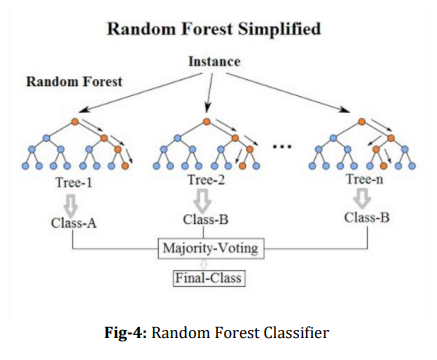 Random Forest Simplified
Instance
Random Forest
...
Tree-1 Tree-2 Tree-n
Class-A Class-B Class-B
Majority-Voting
Final-Class
Fig-4: Random Forest Classifier